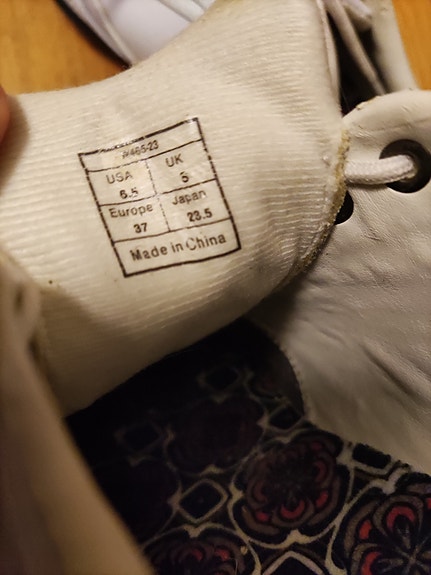 USA UK
6.5 5
Europe Japan
37 23.5
Made in China